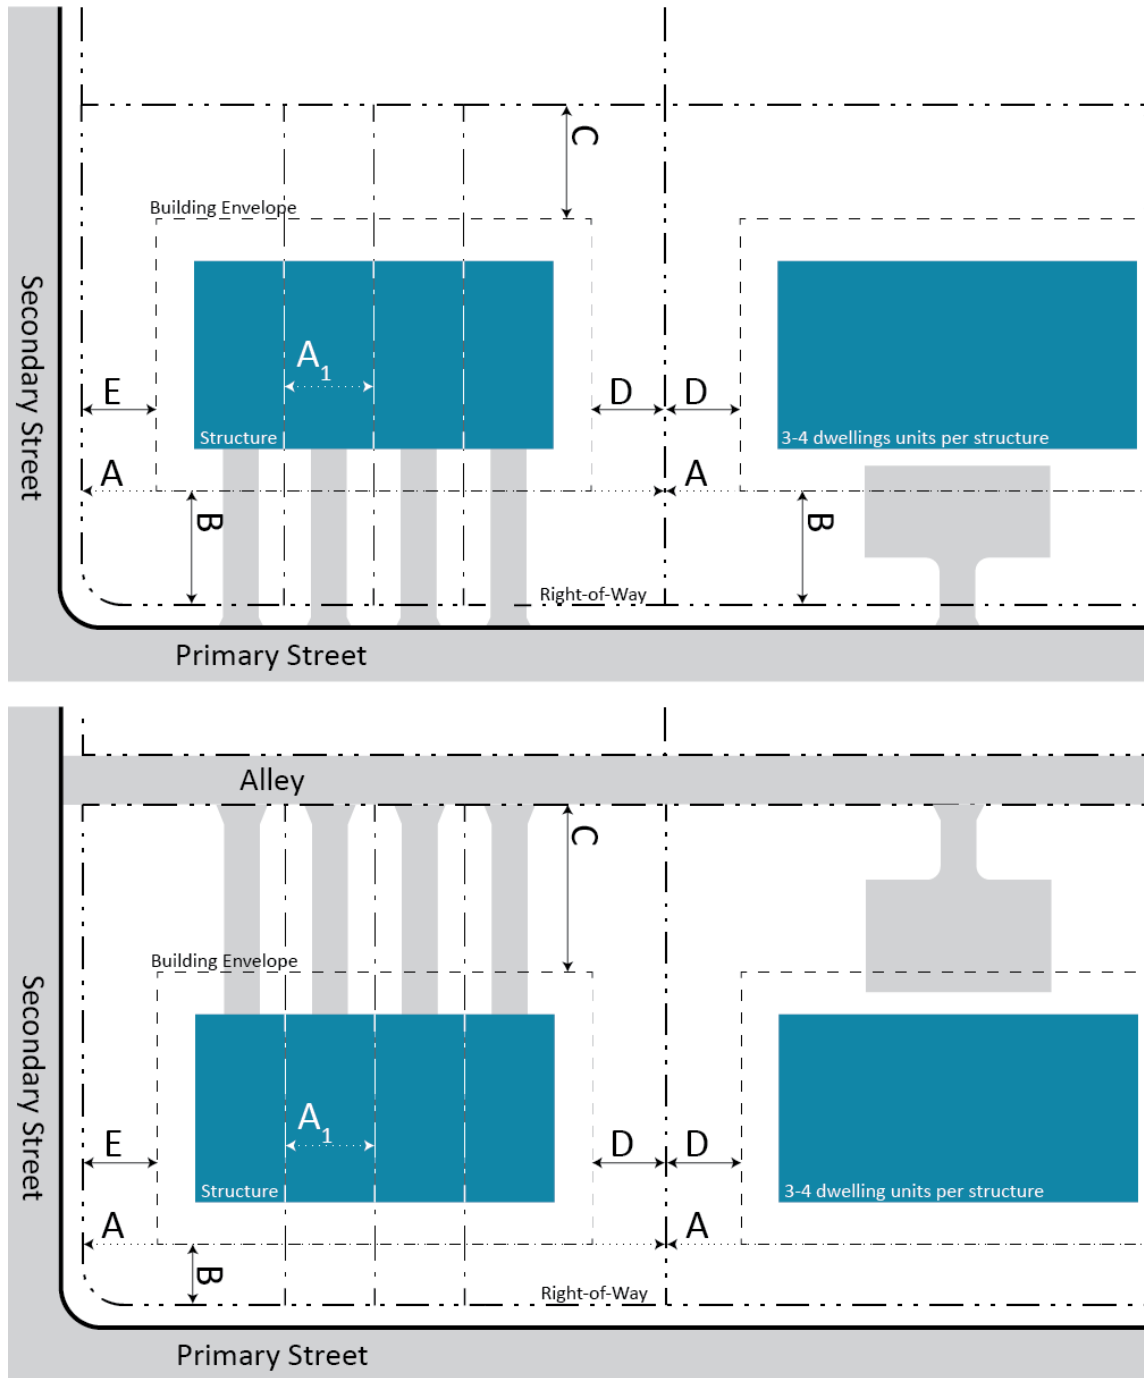 C
Building Envelope
Secondary Street
A1
E
D
D
Structure
3-4 dwellings units per structure
A
A
B
B
Right-of-Way
Primary Street
Alley
C
Building Envelope
Secondary Street
A1
E
D
D
Structure
3-4 dwelling units per structure
A
A
B
Right-of-Way
Primary Street